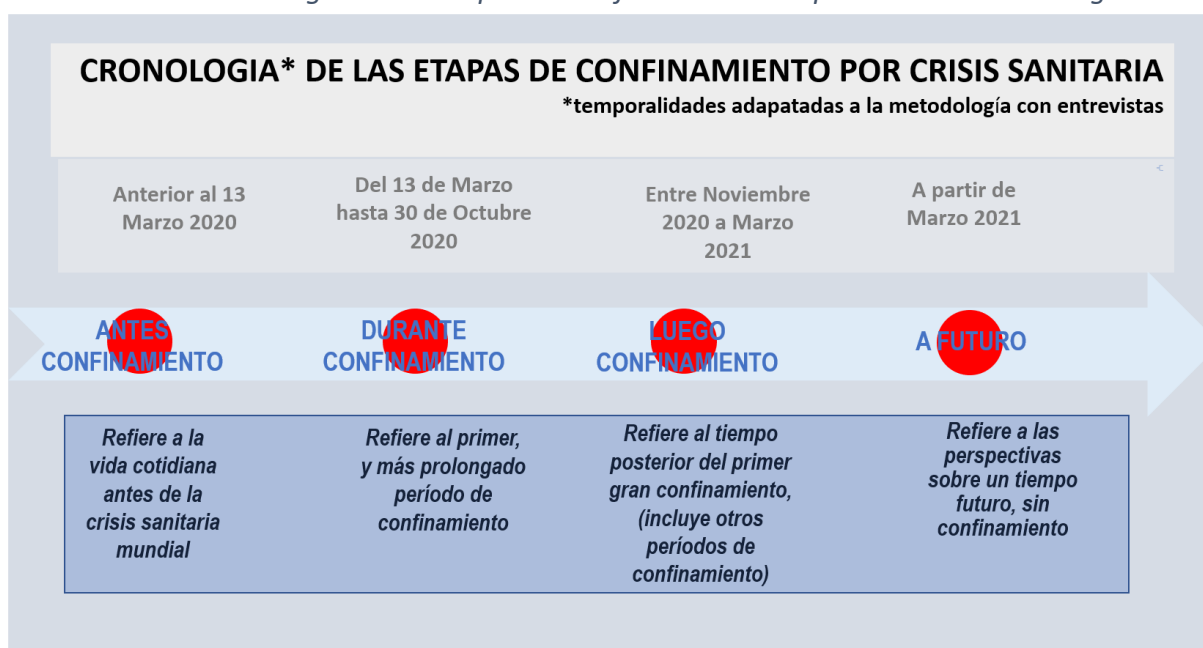 CRONOLOGIA* DE LAS ETAPAS DE CONFINAMIENTO POR CRISIS SANITARIA
*temporalidades adapatadas a la metodología con entrevistas
Anterior al 13
Marzo 2020
Del 13 de Marzo
hasta 30 de Octubre
2020
Entre Noviembre
2020 a Marzo
2021
A partir de
Marzo 2021
ANTES
CONFINAMIENTO
DURANTE
CONFINAMIENTO
LUEGO
CONFINAMIENTO
A FUTURO
Refiere a la
vida cotidiana
antes de la
crisis sanitaria
mundial
Refiere al primer,
y más prolongado
período de
confinamiento
Refiere al tiempo
posterior del primer
gran confinamiento,
(incluye otros
períodos de
confinamiento)
Refiere a las
perspectivas
sobre un tiempo
futuro, sin
confinamiento